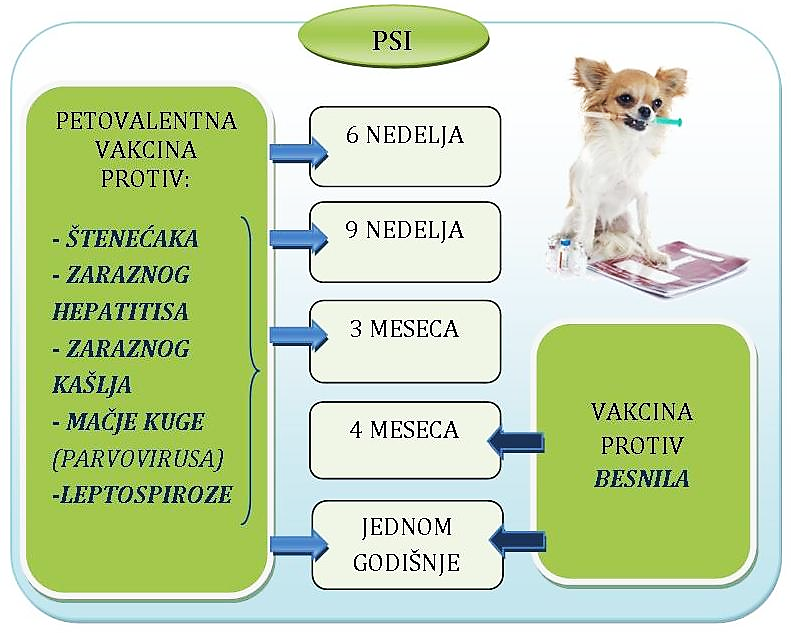 PSI
PETOVALENTNA
VAKCINA
PROTIV:
- ŠTENEĆAKA
- ZARAZNOG
HEPATITISA
- ZARAZNOG
KAŠLJA
- MAČJE KUGE
(PARVOVIRUSA)
-LEPTOSPIROZE
6 NEDELJA
9 NEDELJA
3 MESECA
4 MESECA
JEDNOM
GODIŠNJE
VAKCINA
PROTIV
BESNILA